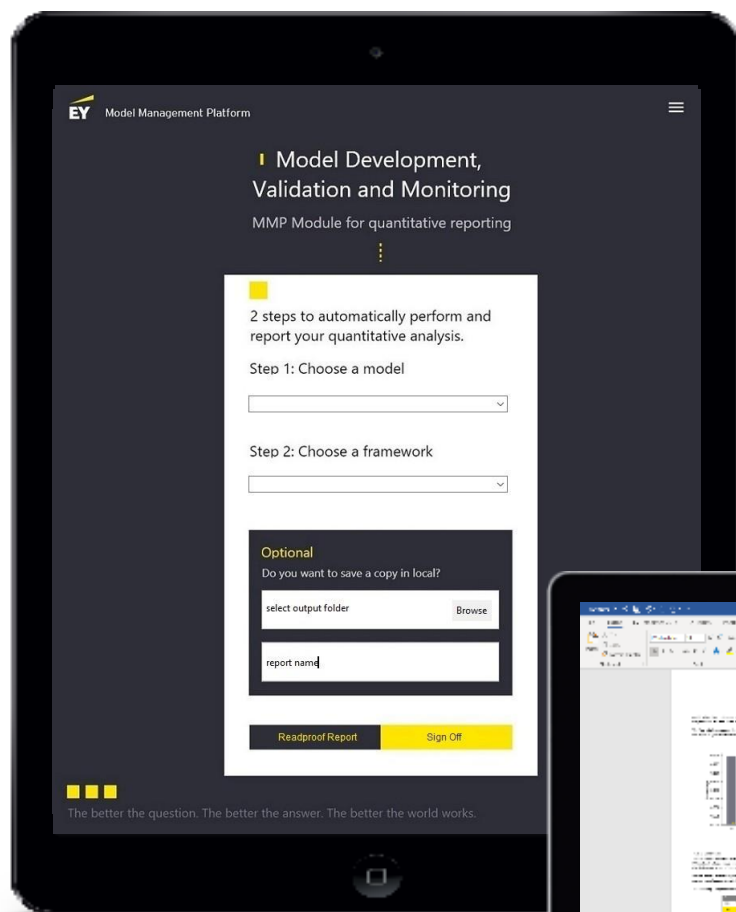 EY
Model Management Platform
Model Development,
Validation and Monitoring
MMP Module for quantitative reporting
2 steps to automatically perform and
report your quantitative analysis.
Step 1: Choose a model
Step 2: Choose a framework
Optional
Do you want to save a copy in local?
select output folder
Browse
report name
Readproof Report
Sign Off
The better the question. The better the answer. The better the world works.